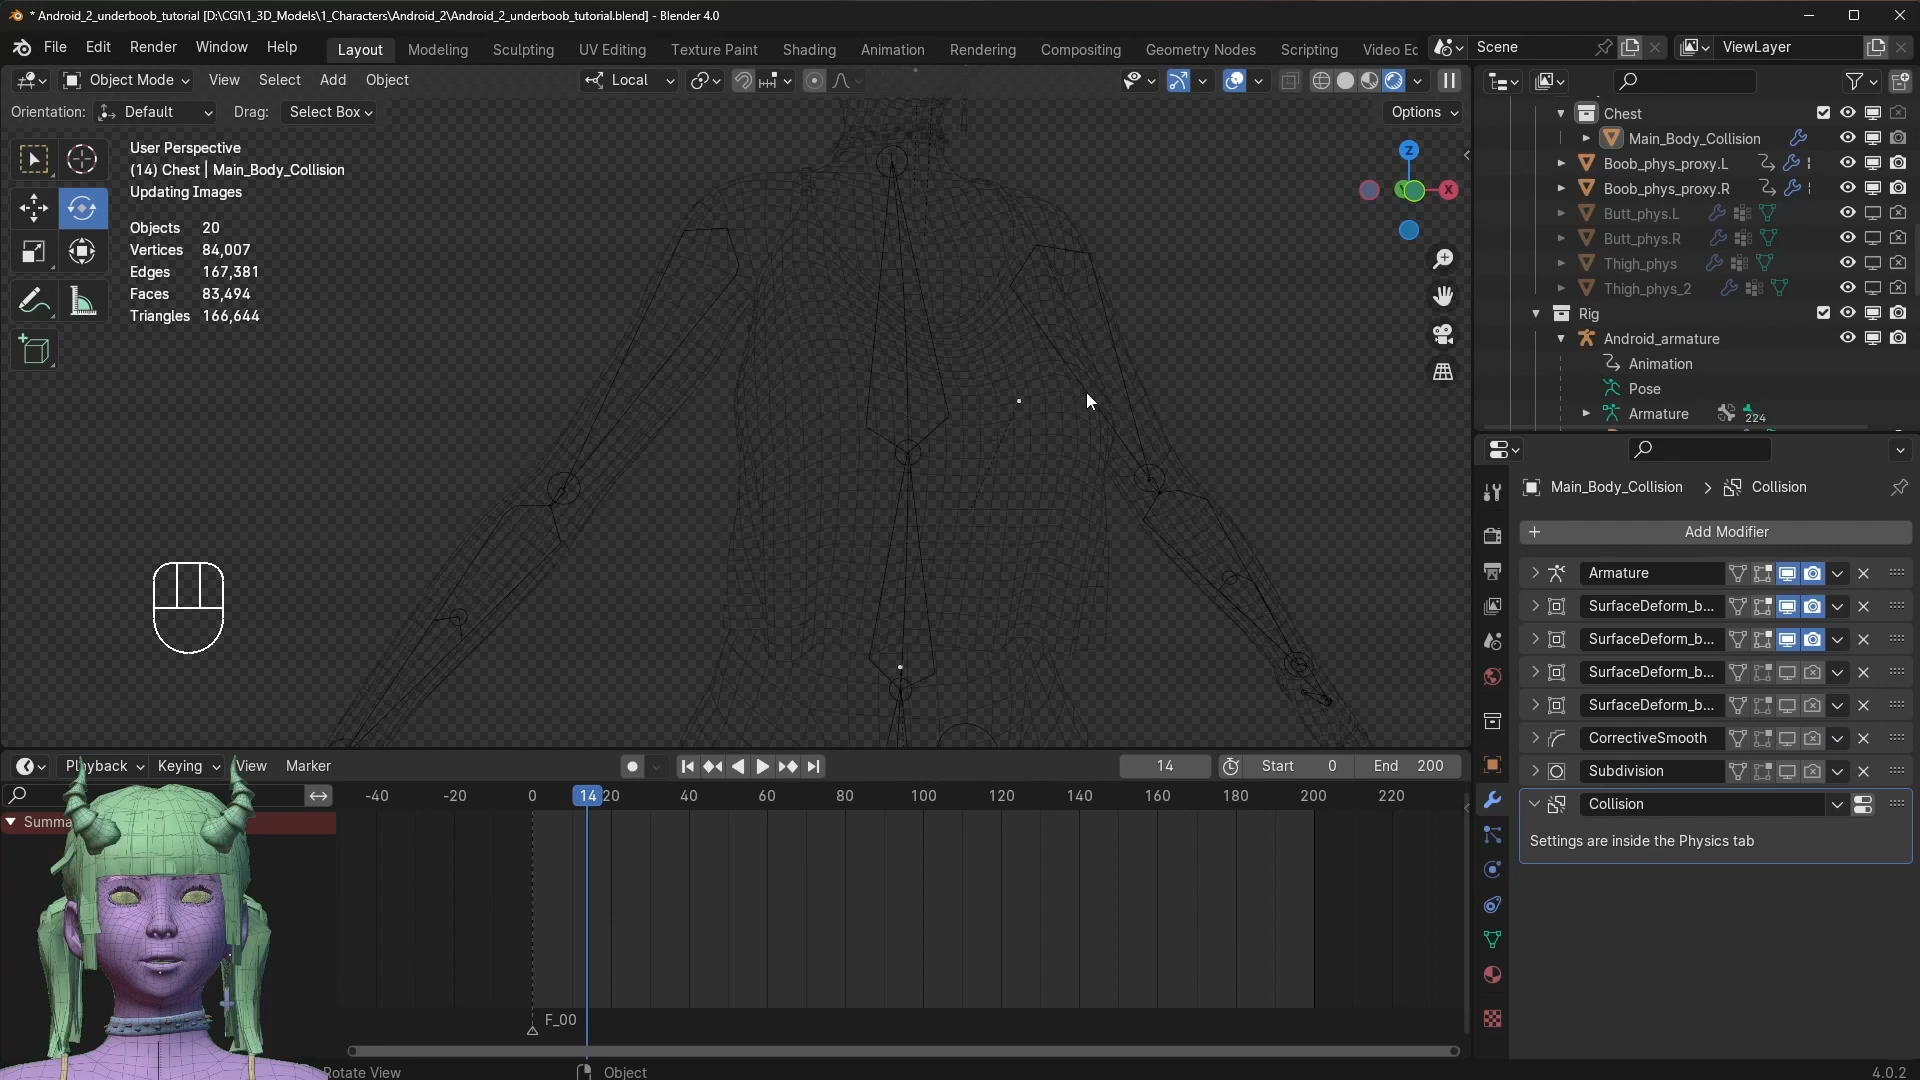 * Android_2_underboob_tutorial [D:\CGI\1_3D_Models\1_Characters\Android_2\Android_2_underboob_tutorial.blend] - Blender 4.0
File Edit Render Window Help Layout Modeling Sculpting UV Editing Texture Paint Shading Animation Rendering Compositing Geometry Nodes Scripting Video Ec Scene ViewLayer
Object Mode View Select Add Object Local
Orientation: Default Drag: Select Box Options
User Perspective
(14) Chest | Main_Body_Collision
Updating Images
Objects 20
Vertices 84,007
Edges 167,381
Faces 83,494
Triangles 166,644
Z
X
Chest
Main_Body_Collision
Boob_phys_proxy.L
Boob_phys_proxy.R
Butt_phys.L
Butt_phys.R
Thigh_phys
Thigh_phys_2
Rig
Android_armature
Animation
Pose
Armature 224
Main_Body_Collision > Collision
+ Add Modifier
Armature
SurfaceDeform_b...
SurfaceDeform_b...
SurfaceDeform_b...
SurfaceDeform_b...
CorrectiveSmooth
Subdivision
Collision
Settings are inside the Physics tab
Playback Keying View Marker 14 Start 0 End 200
-40 -20 0 14 20 40 60 80 100 120 140 160 180 200 220
Summa
F_00
Rotate View Object 4.0.2